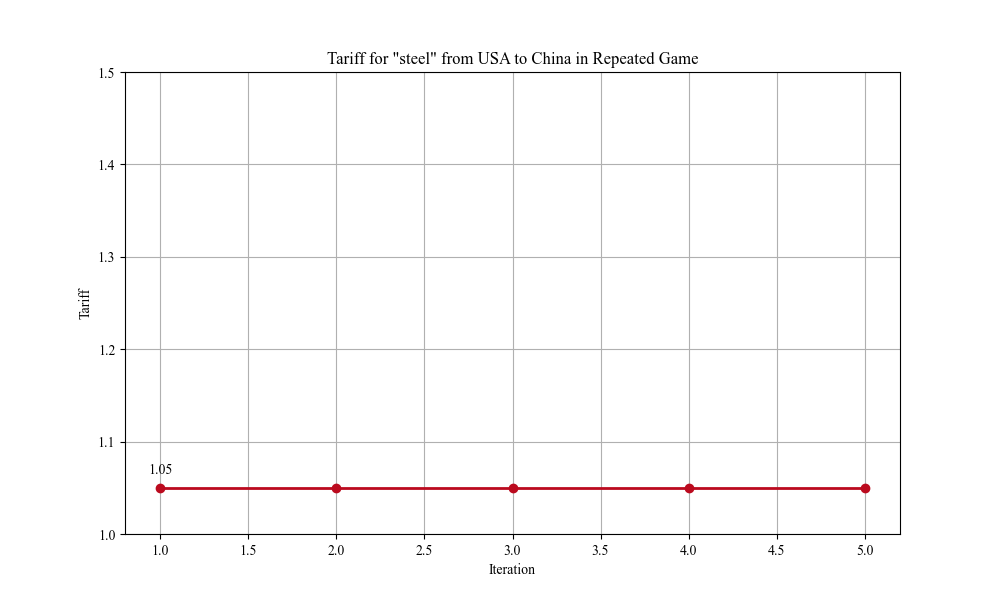 Tariff for "steel" from USA to China in Repeated Game
1.5
1.4
1.3
1.2
1.1
1.0
Tariff
1.05
1.0 1.5 2.0 2.5 3.0 3.5 4.0 4.5 5.0
Iteration